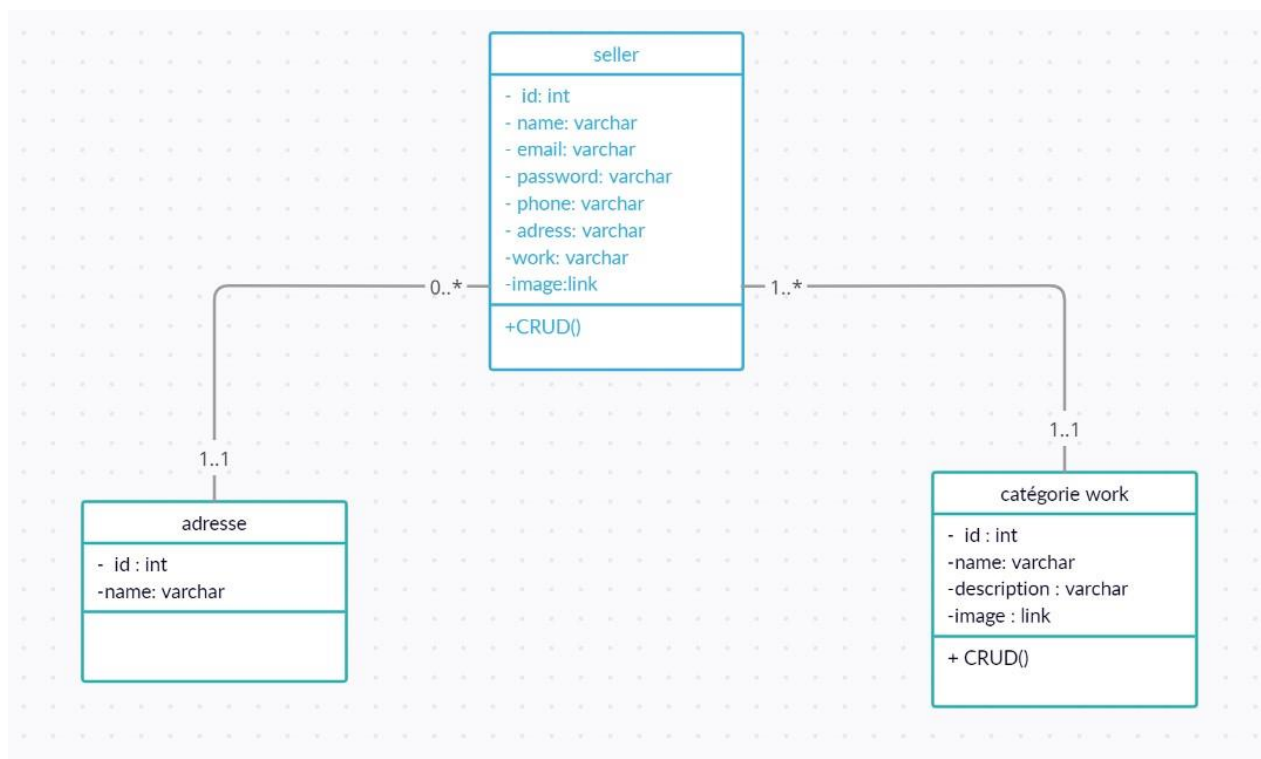 seller
- id: int
- name: varchar
- email: varchar
- password: varchar
- phone: varchar
- adress: varchar
-work: varchar
-image:link
+CRUD()
0..*
1..*
1..1
1..1
adresse
- id : int
-name: varchar
catégorie work
- id : int
-name: varchar
-description : varchar
-image : link
+ CRUD()